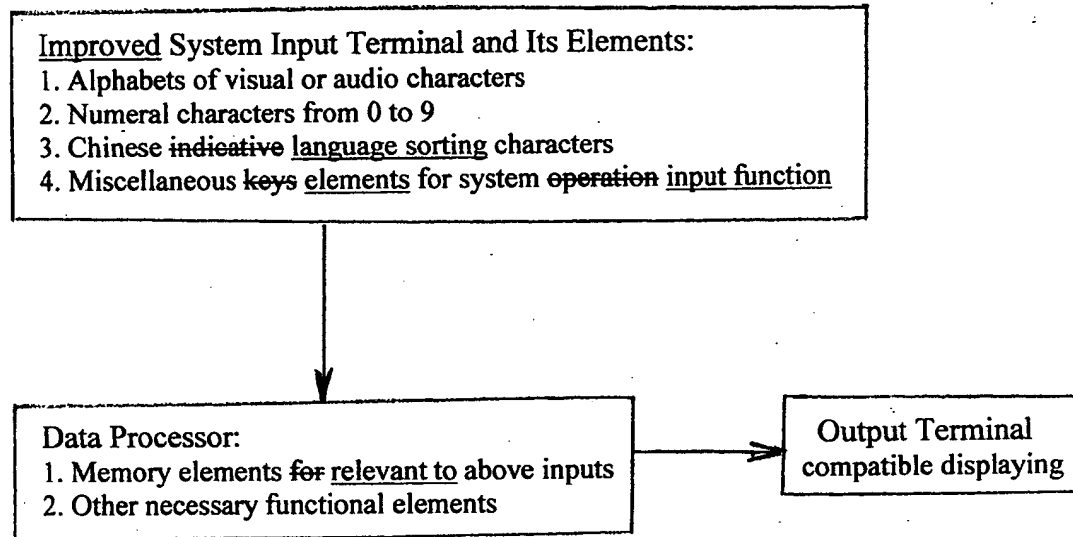 Improved System Input Terminal and Its Elements:
1. Alphabets of visual or audio characters
2. Numeral characters from 0 to 9
3. Chinese indicative language sorting characters
4. Miscellaneous keys elements for system operation input function
Data Processor:
1. Memory elements for relevant to above inputs
2. Other necessary functional elements
Output Terminal
compatible displaying